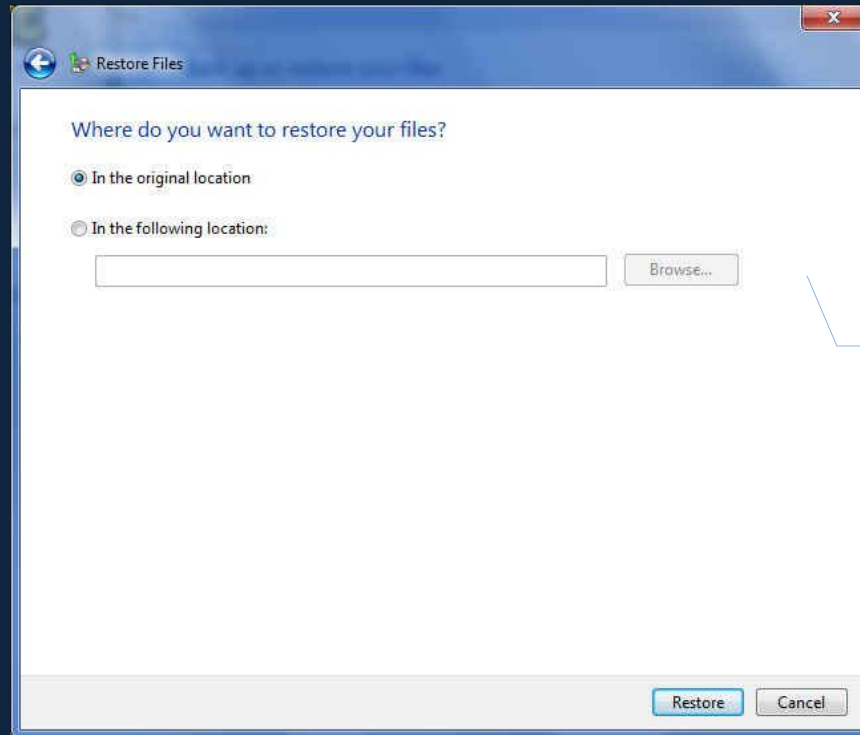 Restore Files
Where do you want to restore your files?
In the original location
In the following location:
Browse...
Restore
Cancel